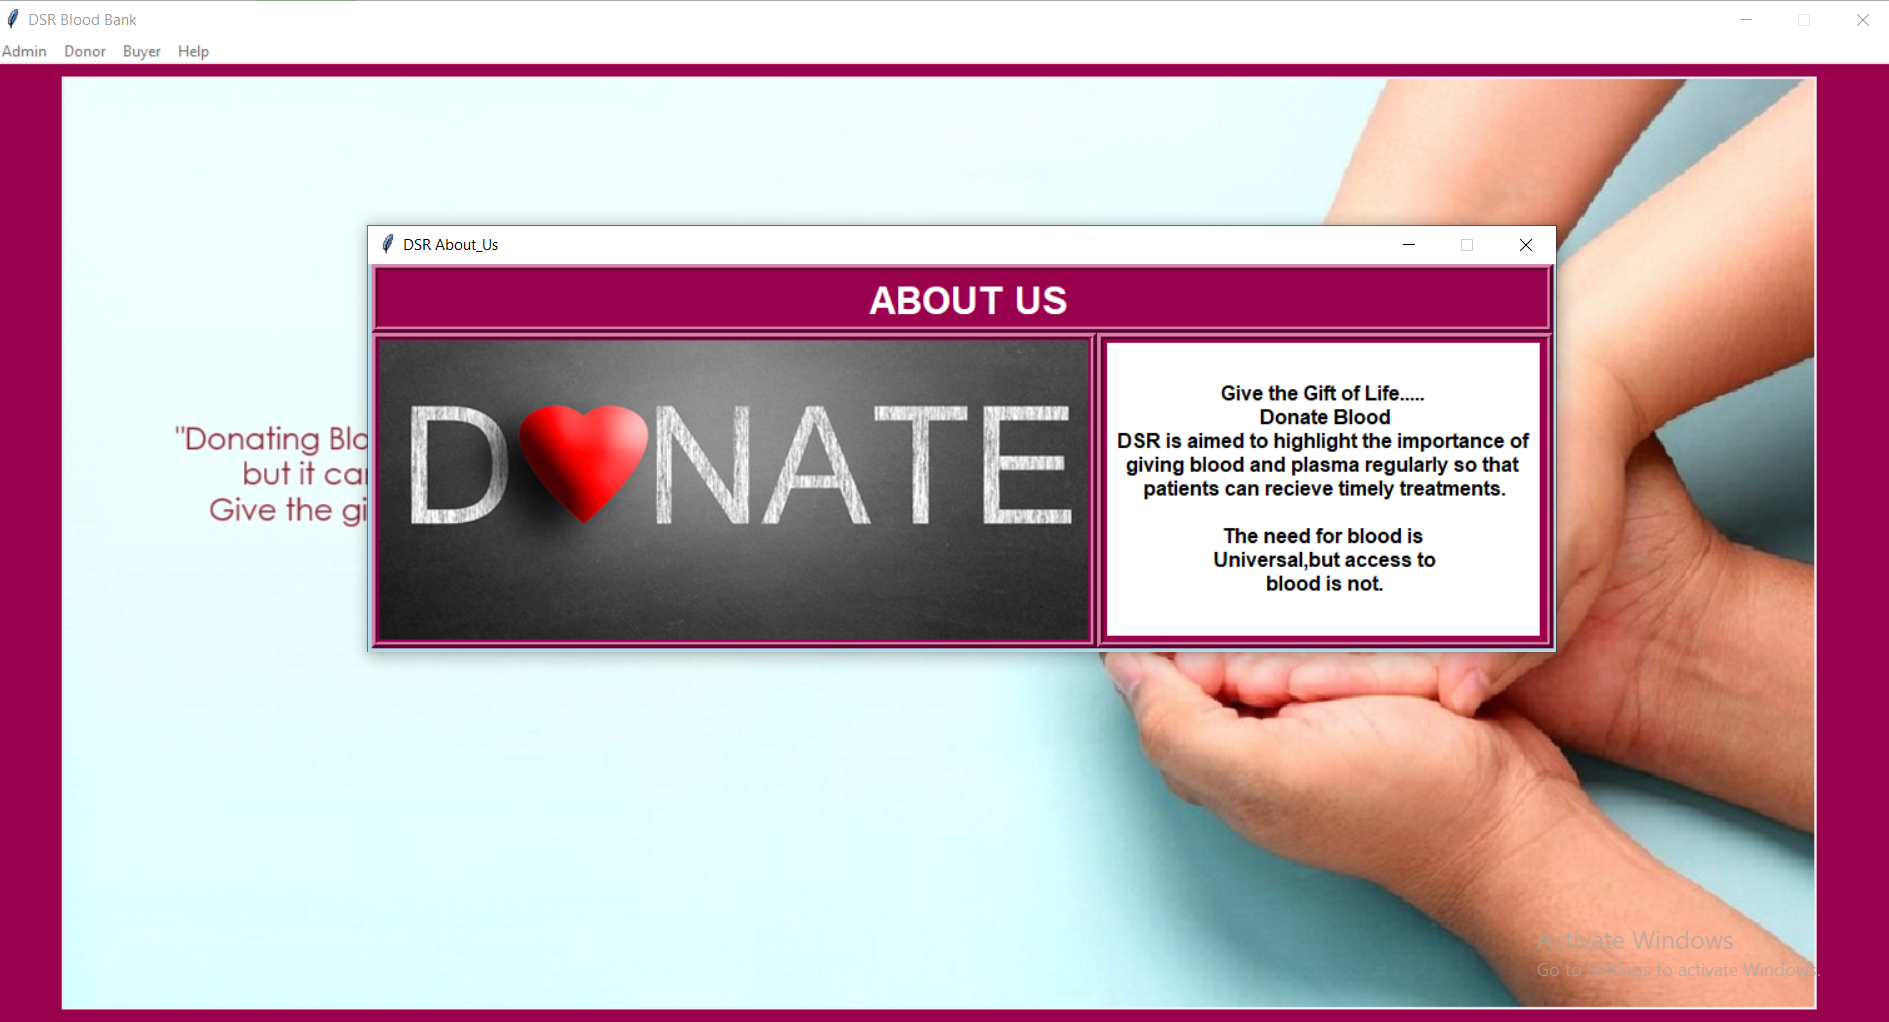 DSR Blood Bank
Admin Donor Buyer Help
DSR About_Us
ABOUT US
D NATE
Give the Gift of Life.....
Donate Blood
DSR is aimed to highlight the importance of
giving blood and plasma regularly so that
patients can recieve timely treatments.
The need for blood is
Universal,but access to
blood is not.
"Donating
but it
Give the
Activate Windows
Go to Settings to activate Windows.